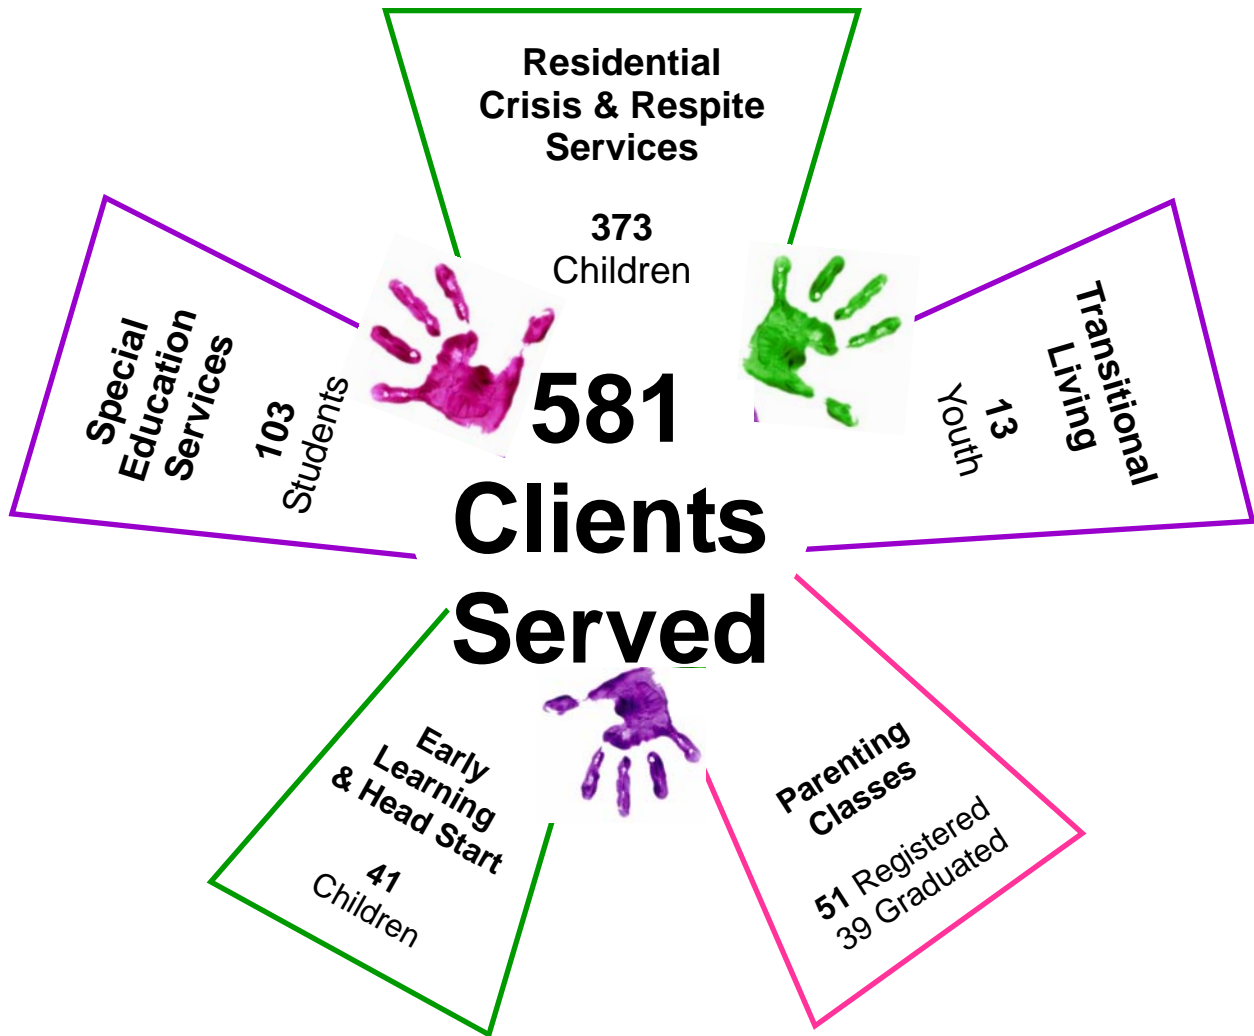 Residential
Crisis & Respite
Services
373
Children
Special
Education
Services
103
Students
581
Clients
Served
Transitional
Living
13
Youth
Early
Learning
& Head Start
41
Children
Parenting
Classes
51 Registered
39 Graduated